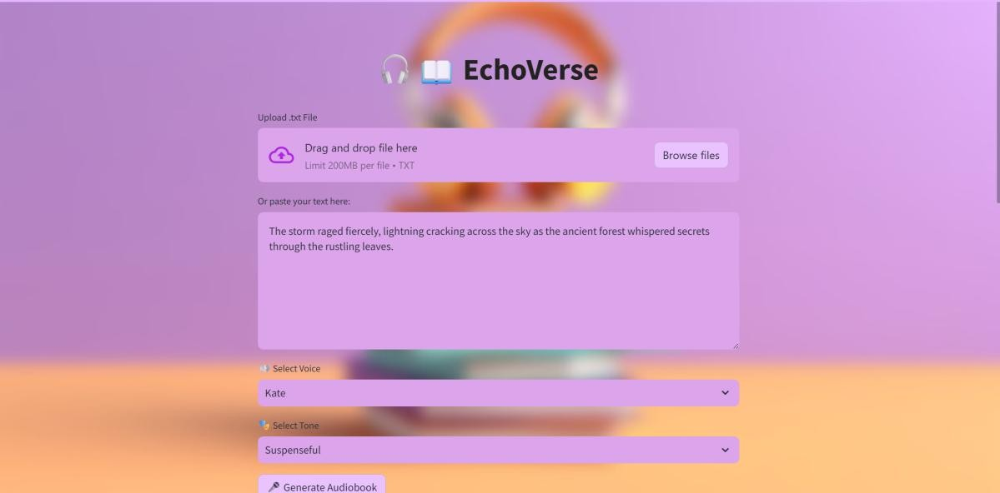 🎧 📖 EchoVerse
Upload .txt File
Drag and drop file here
Limit 200MB per file • TXT
Browse files
Or paste your text here:
The storm raged fiercely, lightning cracking across the sky as the ancient forest whispered secrets
through the rustling leaves.
📖 Select Voice
Kate
🎭 Select Tone
Suspenseful
🎤 Generate Audiobook